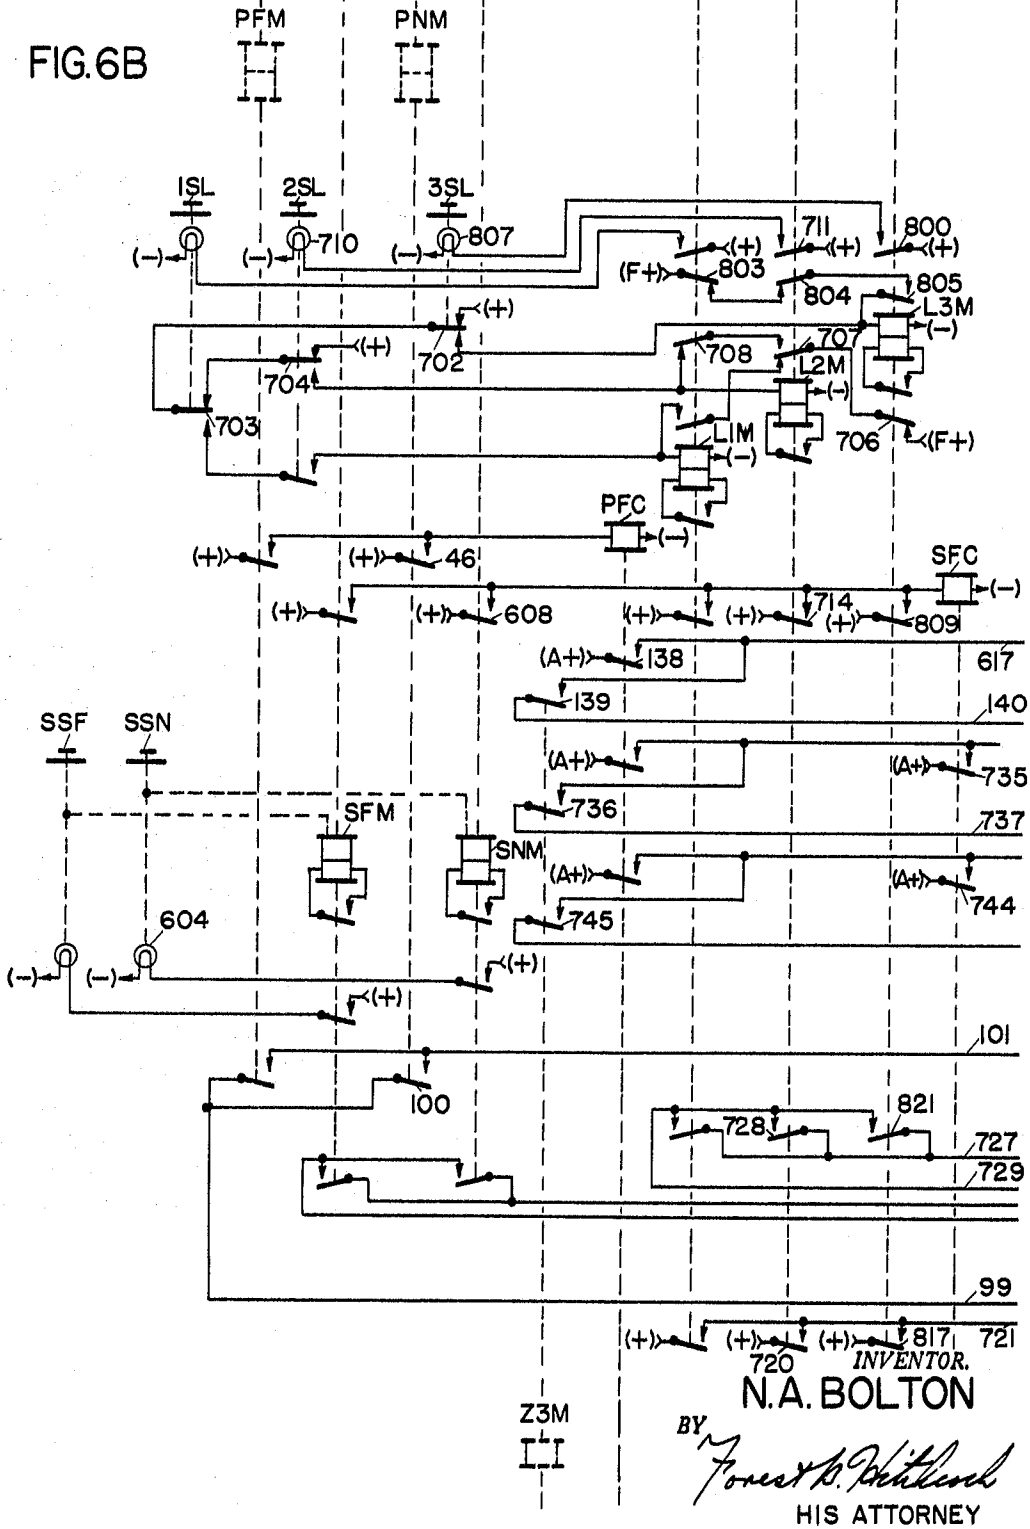 PFM PNM
FIG.6B
1SL 2SL 3SL
710 807 711 800
(-) (-) (-) (+) (+) (+)
(F+) 803 804 805
L3M
(+) (-)
(+) 702 708 707
704 L2M
(-)
703 L1M 706 (F+)
(-)
PFC
(+) (+) 46 (-)
SFC
(-)
(+) (+) 608 (+) (+) 714 (+) 809
(A+) 138 617
139 140
SSF SSN
(A+) (A+) 735
736 737
SFM
SNM
(A+) (A+) 744
604 745
(-) (-) (+)
(+)
101
100
728 821
727
729
99
(+) (+) (+) 817 721
720
INVENTOR.
N.A. BOLTON
Z3M
BY
Forest B. Hitchcock
HIS ATTORNEY